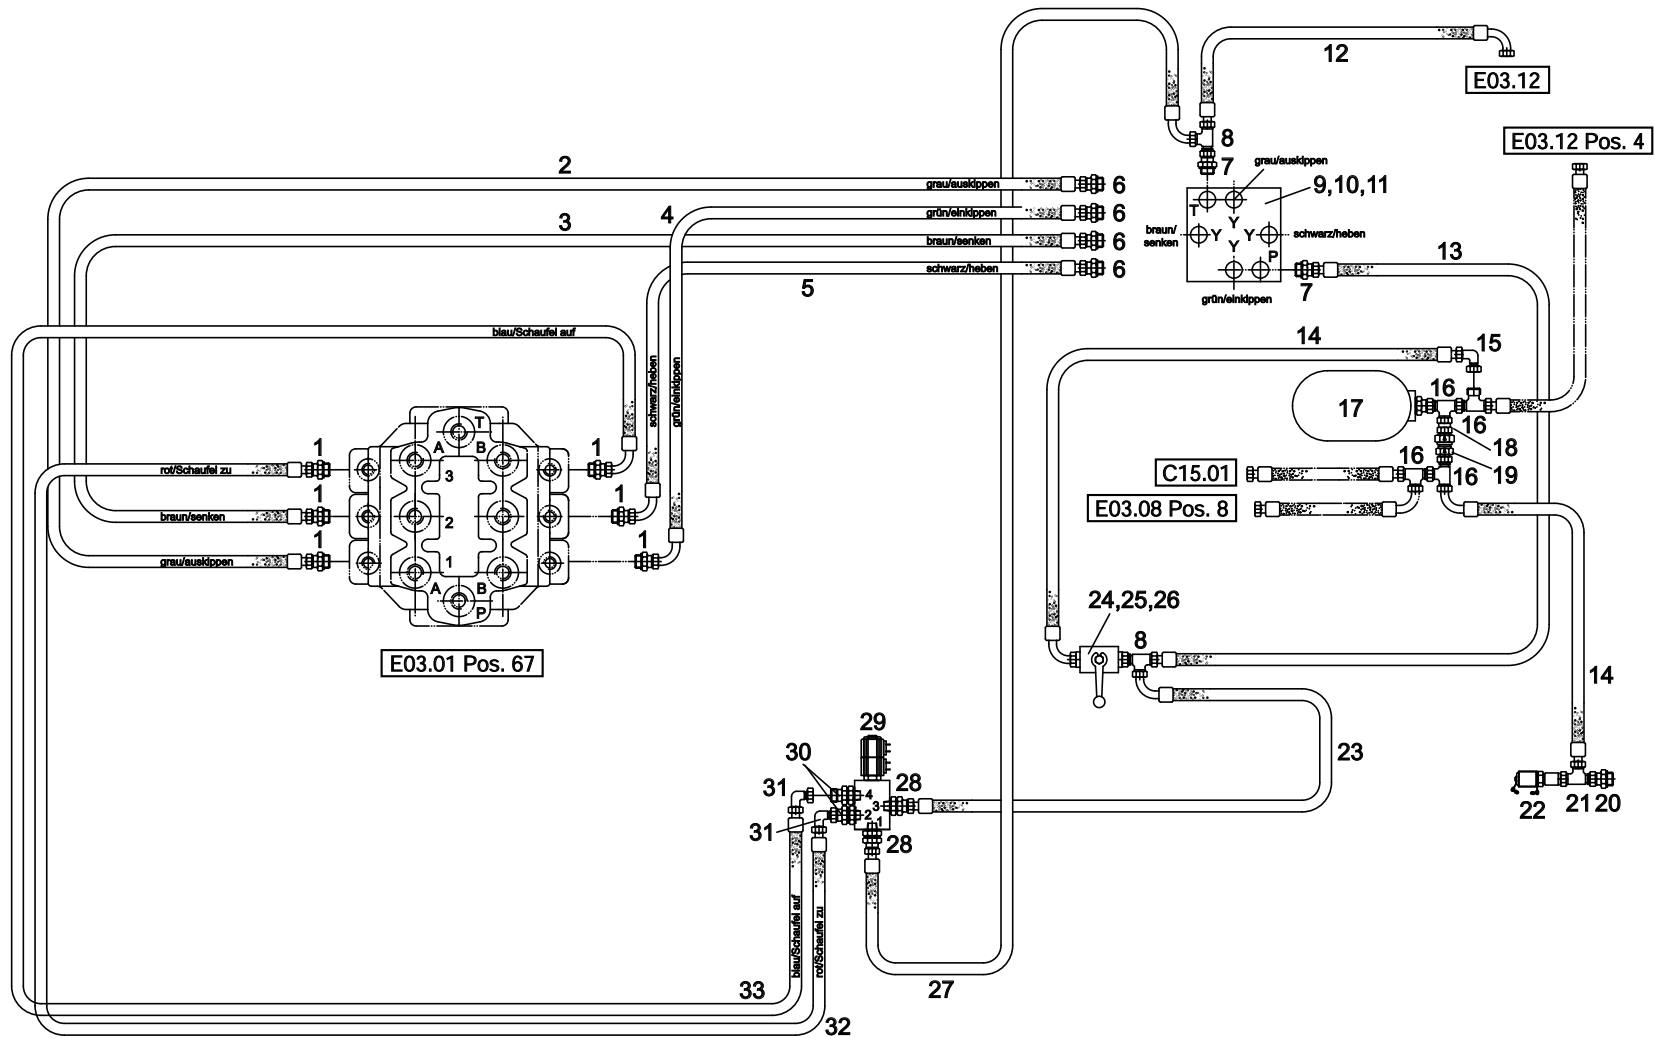 12
E03.12
8
E03.12 Pos. 4
7
grau/auskippen
2
grau/auskippen
6
9,10,11
4
grün/einkippen
6
T
Y
3
braun/senken
6
braun/
senken
Y
Y
schwarz/heben
Y
P
13
schwarz/heben
6
5
7
grün/einkippen
blau/Schaufel auf
14
15
schwarz/heben
grün/einkippen
17
16
16
18
1
rot/Schaufel zu
T
A
B
3
1
16
19
C15.01
16
1
braun/senken
2
1
E03.08 Pos. 8
1
grau/auskippen
1
1
A
B
P
24,25,26
8
E03.01 Pos. 67
14
29
30
23
31
4
28
3
2
1
31
28
22
21
20
blau/Schaufel auf
rot/Schaufel zu
33
27
32